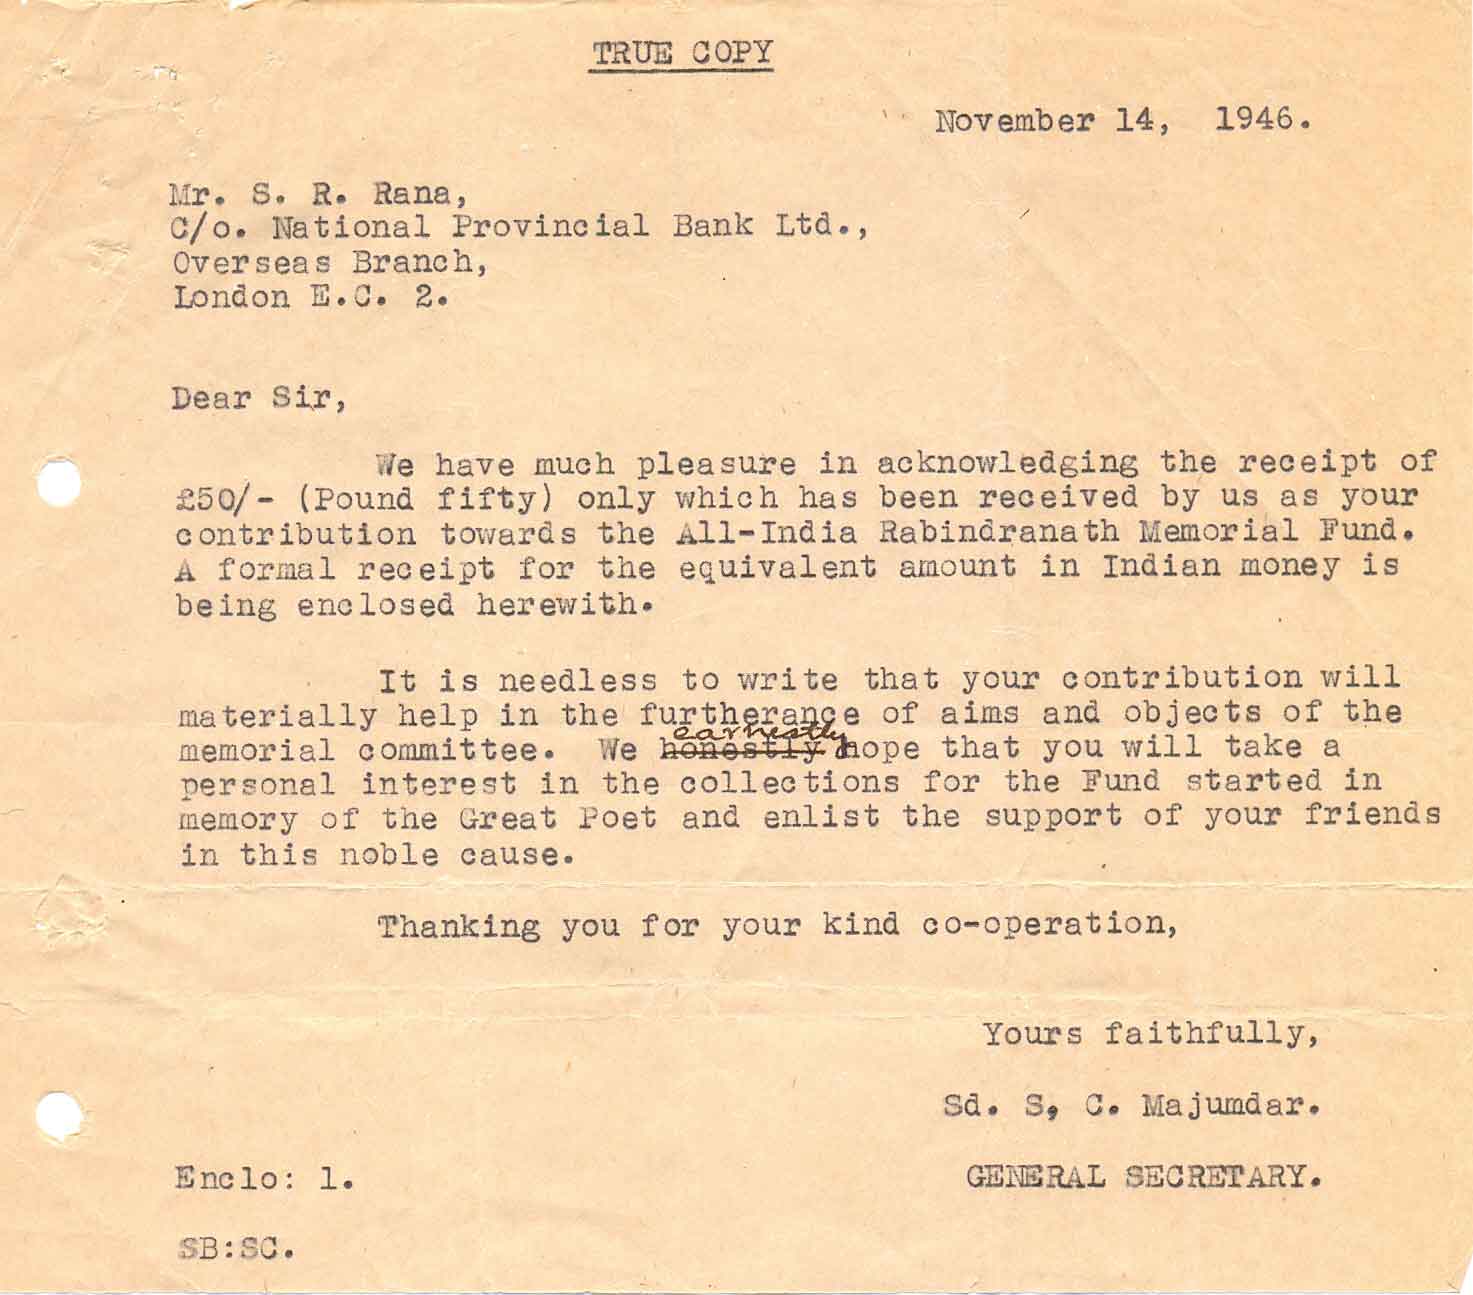 TRUE COPY
November 14, 1946.
Mr. S. R. Rana,
C/o. National Provincial Bank Ltd.,
Overseas Branch,
London E.C. 2.
Dear Sir,
We have much pleasure in acknowledging the receipt of
£50/- (Pound fifty) only which has been received by us as your
contribution towards the All-India Rabindranath Memorial Fund.
A formal receipt for the equivalent amount in Indian money is
being enclosed herewith.
It is needless to write that your contribution will
materially help in the furtherance of aims and objects of the
earnestly
memorial committee. We honestly hope that you will take a
personal interest in the collections for the Fund started in
memory of the Great Poet and enlist the support of your friends
in this noble cause.
Thanking you for your kind co-operation,
Yours faithfully,
Sd. S, C. Majumdar.
Enclo: 1. GENERAL SECRETARY.
SB:SC.